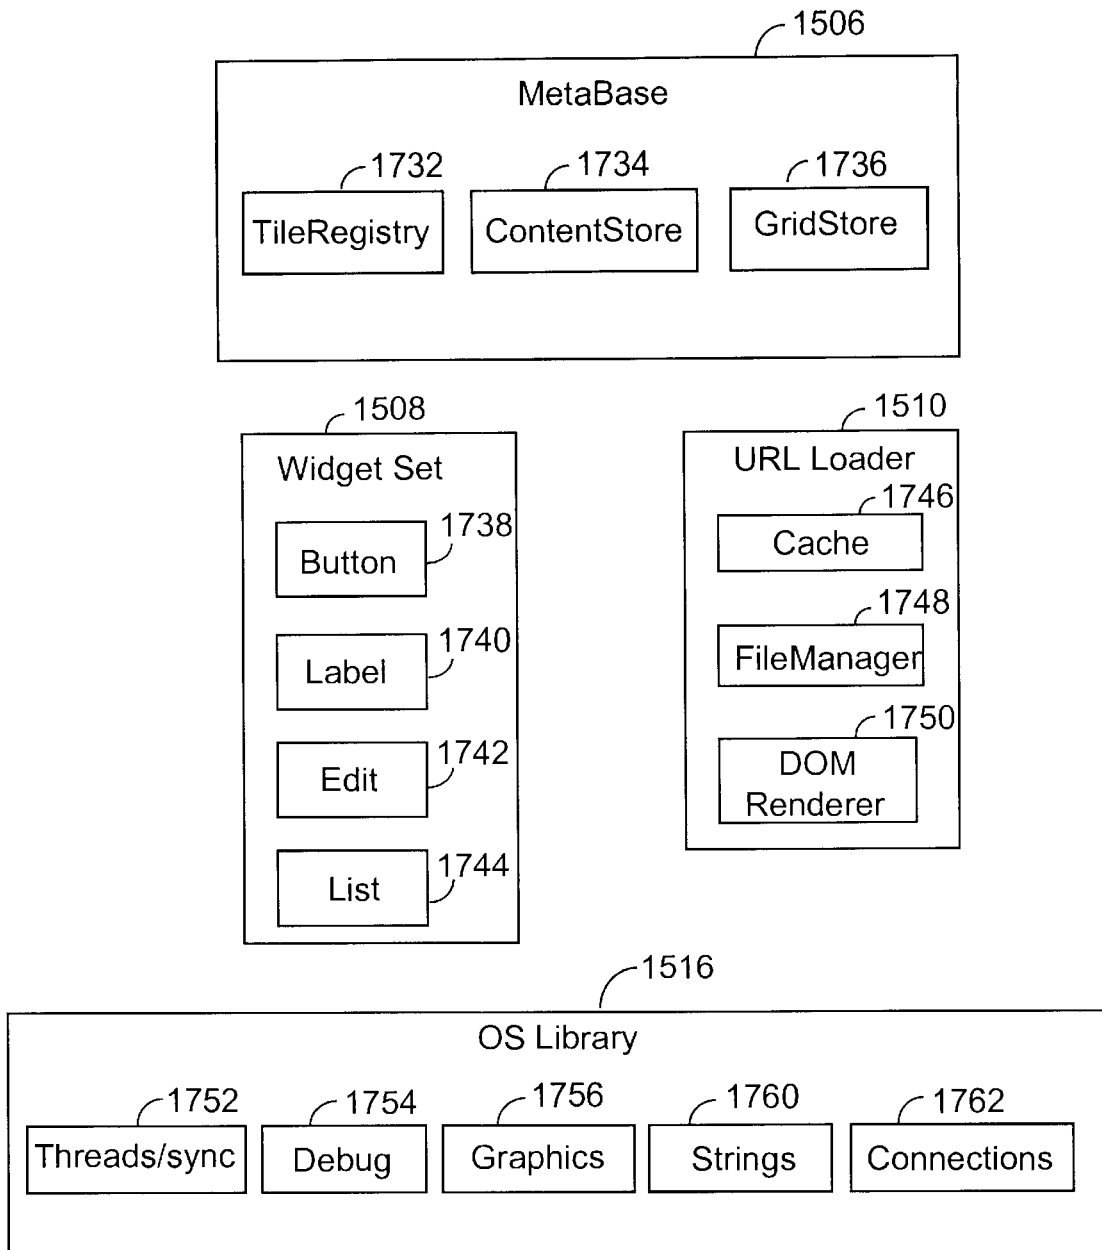 1506
MetaBase
1732
1734
1736
TileRegistry
ContentStore
GridStore
1508
Widget Set
1738
Button
1740
Label
1742
Edit
1744
List
1510
URL Loader
1746
Cache
1748
FileManager
1750
DOM
Renderer
1516
OS Library
1752
1754
1756
1760
1762
Threads/sync
Debug
Graphics
Strings
Connections